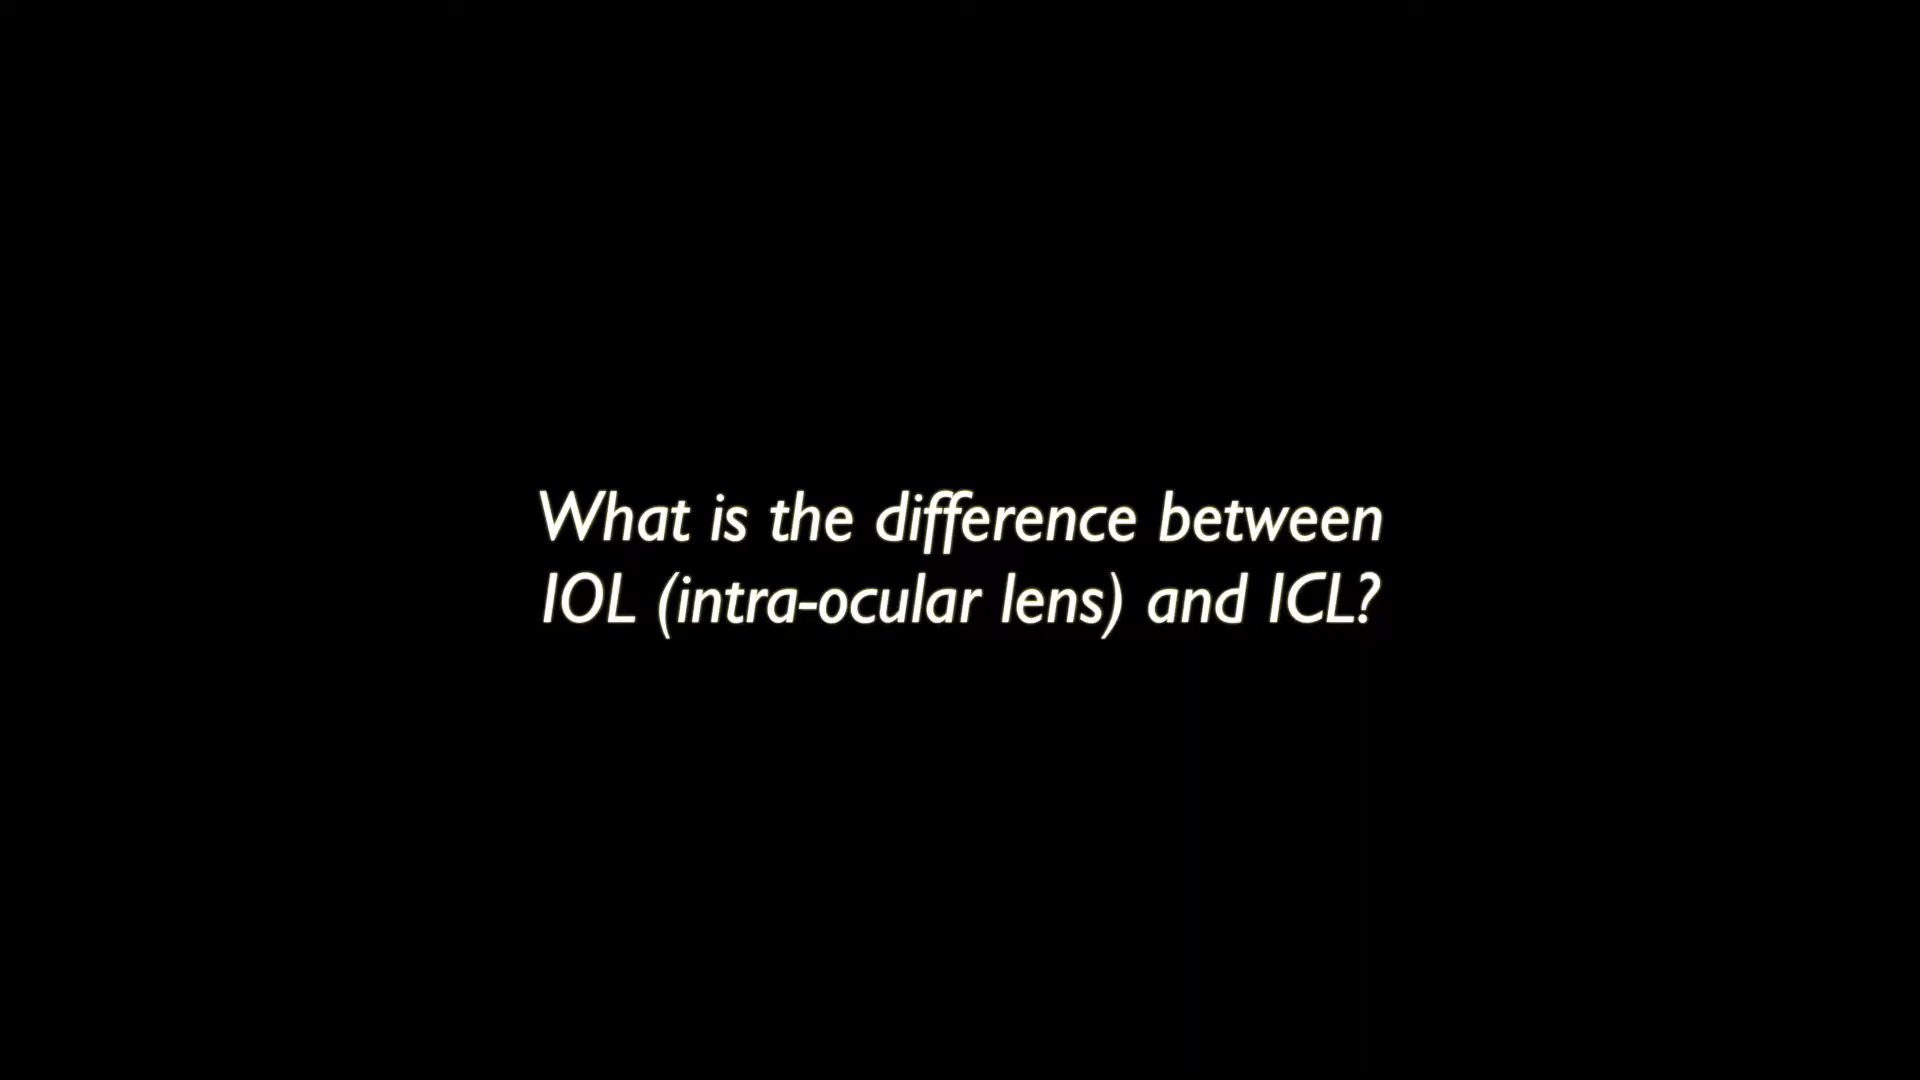 What is the difference between
IOL (intra-ocular lens) and ICL?